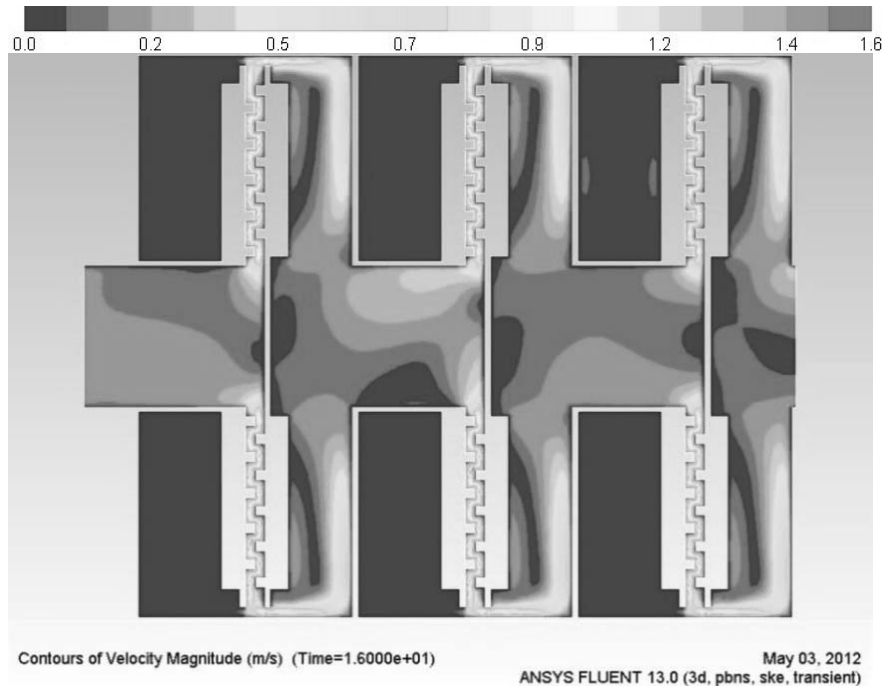 0.0 0.2 0.5 0.7 0.9 1.2 1.4 1.6
Contours of Velocity Magnitude (m/s) (Time=1.6000e+01)
May 03, 2012
ANSYS FLUENT 13.0 (3d, pbns, ske, transient)